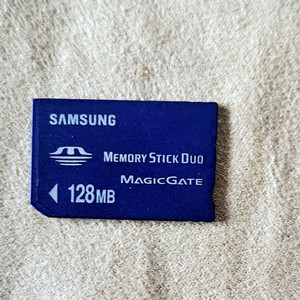 SAMSUNG
MEMORY STICK DUO
MAGICGATE
128MB